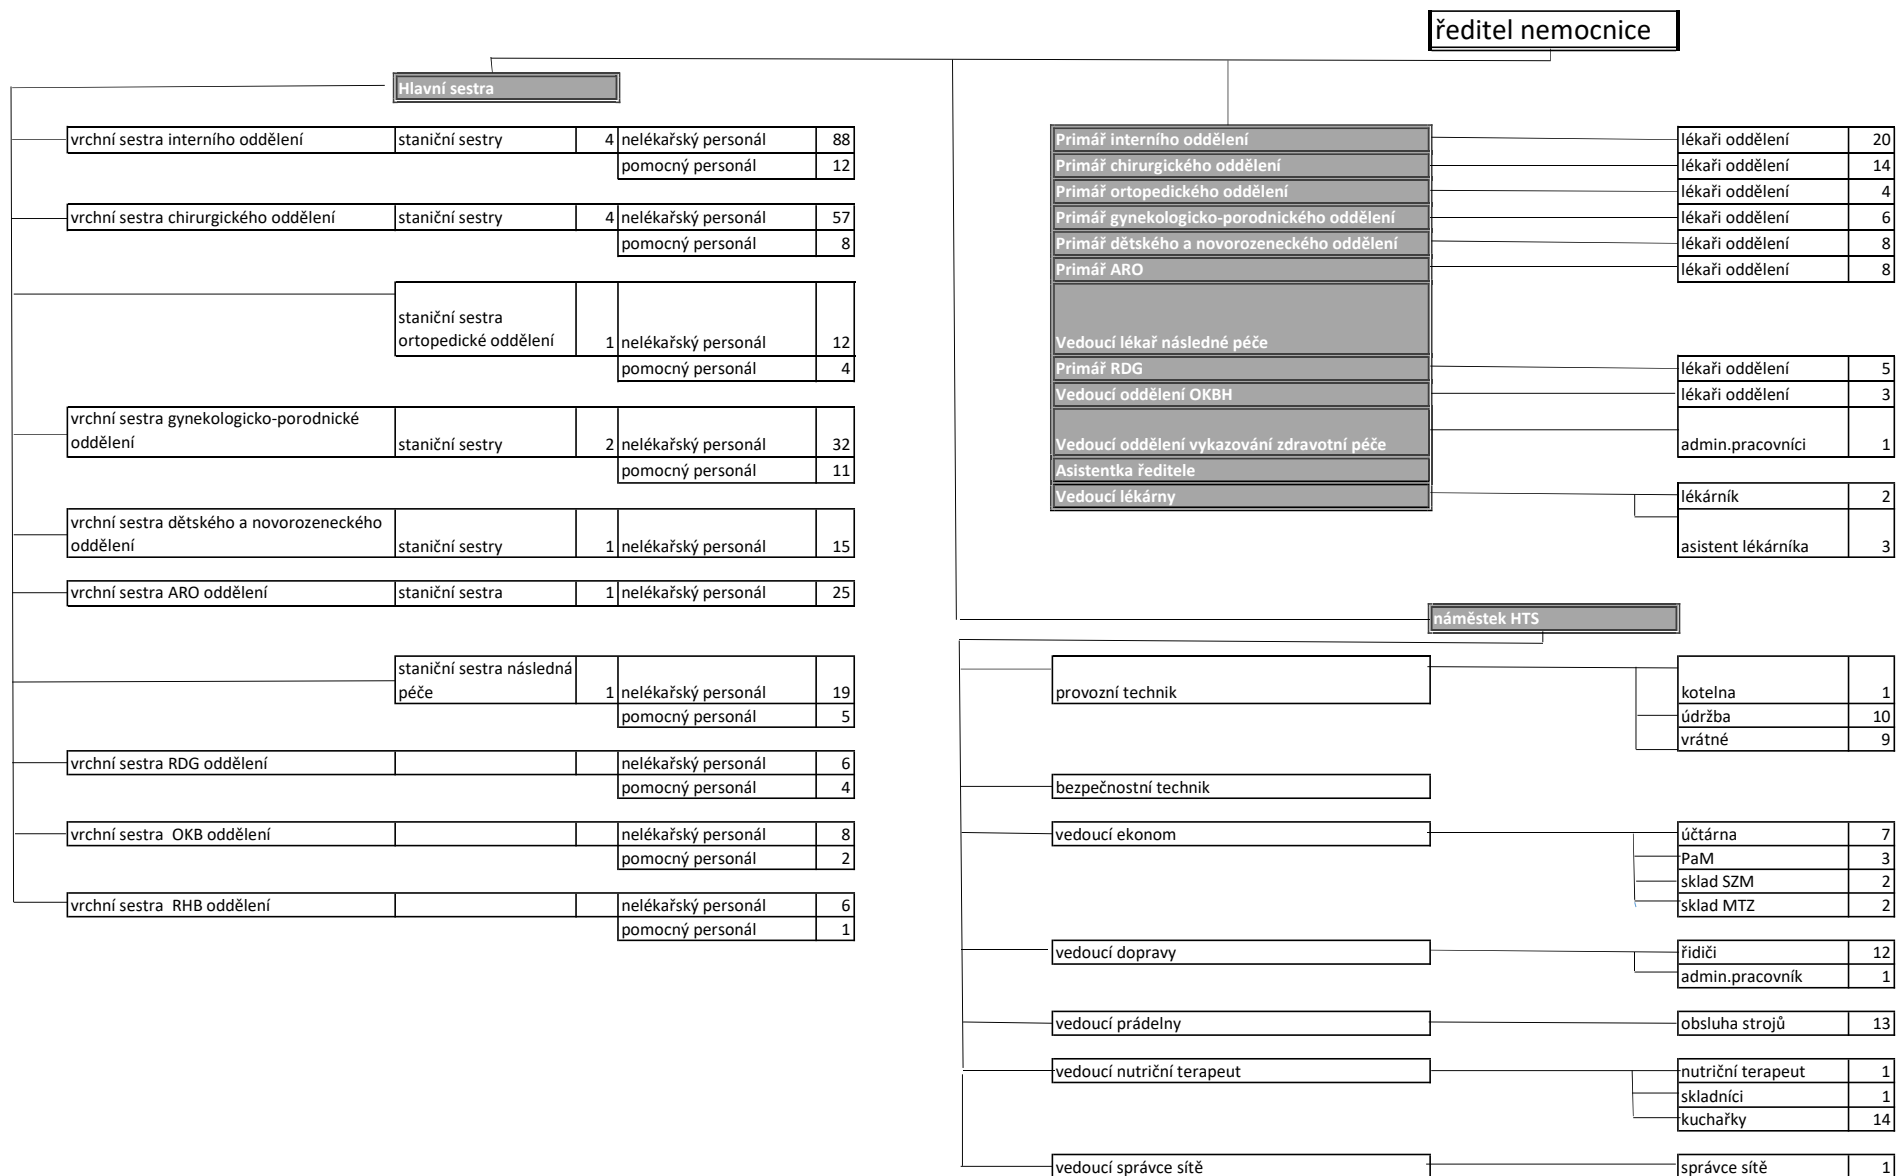 ředitel nemocnice
Hlavní sestra
vrchní sestra interního oddělení staniční sestry 4 nelékařský personál 88
pomocný personál 12
vrchní sestra chirurgického oddělení staniční sestry 4 nelékařský personál 57
pomocný personál 8
staniční sestra
ortopedické oddělení 1 nelékařský personál 12
pomocný personál 4
vrchní sestra gynekologicko-porodnické
oddělení staniční sestry 2 nelékařský personál 32
pomocný personál 11
vrchní sestra dětského a novorozeneckého
oddělení staniční sestry 1 nelékařský personál 15
vrchní sestra ARO oddělení staniční sestra 1 nelékařský personál 25
staniční sestra následná
péče 1 nelékařský personál 19
pomocný personál 5
vrchní sestra RDG oddělení nelékařský personál 6
pomocný personál 4
vrchní sestra OKB oddělení nelékařský personál 8
pomocný personál 2
vrchní sestra RHB oddělení nelékařský personál 6
pomocný personál 1
Primář interního oddělení lékaři oddělení 20
Primář chirurgického oddělení lékaři oddělení 14
Primář ortopedického oddělení lékaři oddělení 4
Primář gynekologicko-porodnického oddělení lékaři oddělení 6
Primář dětského a novorozeneckého oddělení lékaři oddělení 8
Primář ARO lékaři oddělení 8
Vedoucí lékař následné péče
Primář RDG lékaři oddělení 5
Vedoucí oddělení OKBH lékaři oddělení 3
Vedoucí oddělení vykazování zdravotní péče admin.pracovníci 1
Asistentka ředitele
Vedoucí lékárny lékárník 2
asistent lékárníka 3
náměstek HTS
provozní technik kotelna 1
údržba 10
vrátné 9
bezpečnostní technik
vedoucí ekonom účtárna 7
PaM 3
sklad SZM 2
sklad MTZ 2
vedoucí dopravy řidiči 12
admin.pracovník 1
vedoucí prádelny obsluha strojů 13
vedoucí nutriční terapeut nutriční terapeut 1
skladníci 1
kuchařky 14
vedoucí správce sítě správce sítě 1